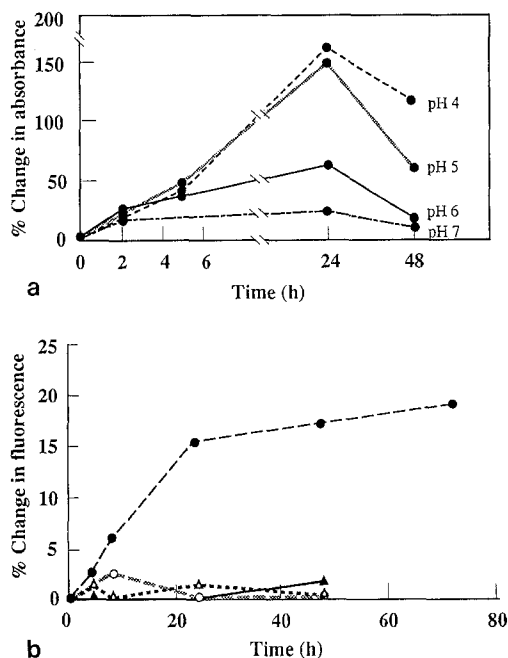 200
150
100
50
0
% Change in absorbance
pH 4
pH 5
pH 6
pH 7
0 2 4 6 24 48
Time (h)
a
25
20
15
10
5
0
% Change in fluorescence
0 20 40 60 80
Time (h)
b